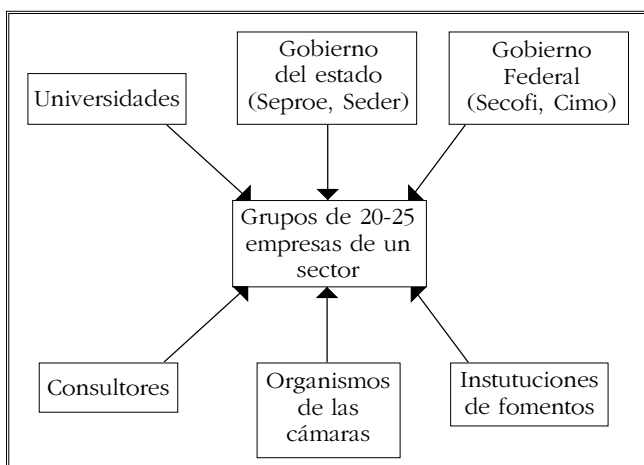 Universidades
Gobierno
del estado
(Seproe, Seder)
Gobierno
Federal
(Secofi, Cimo)
Grupos de 20-25
empresas de un
sector
Consultores
Organismos
de las
cámaras
Instutuciones
de fomentos